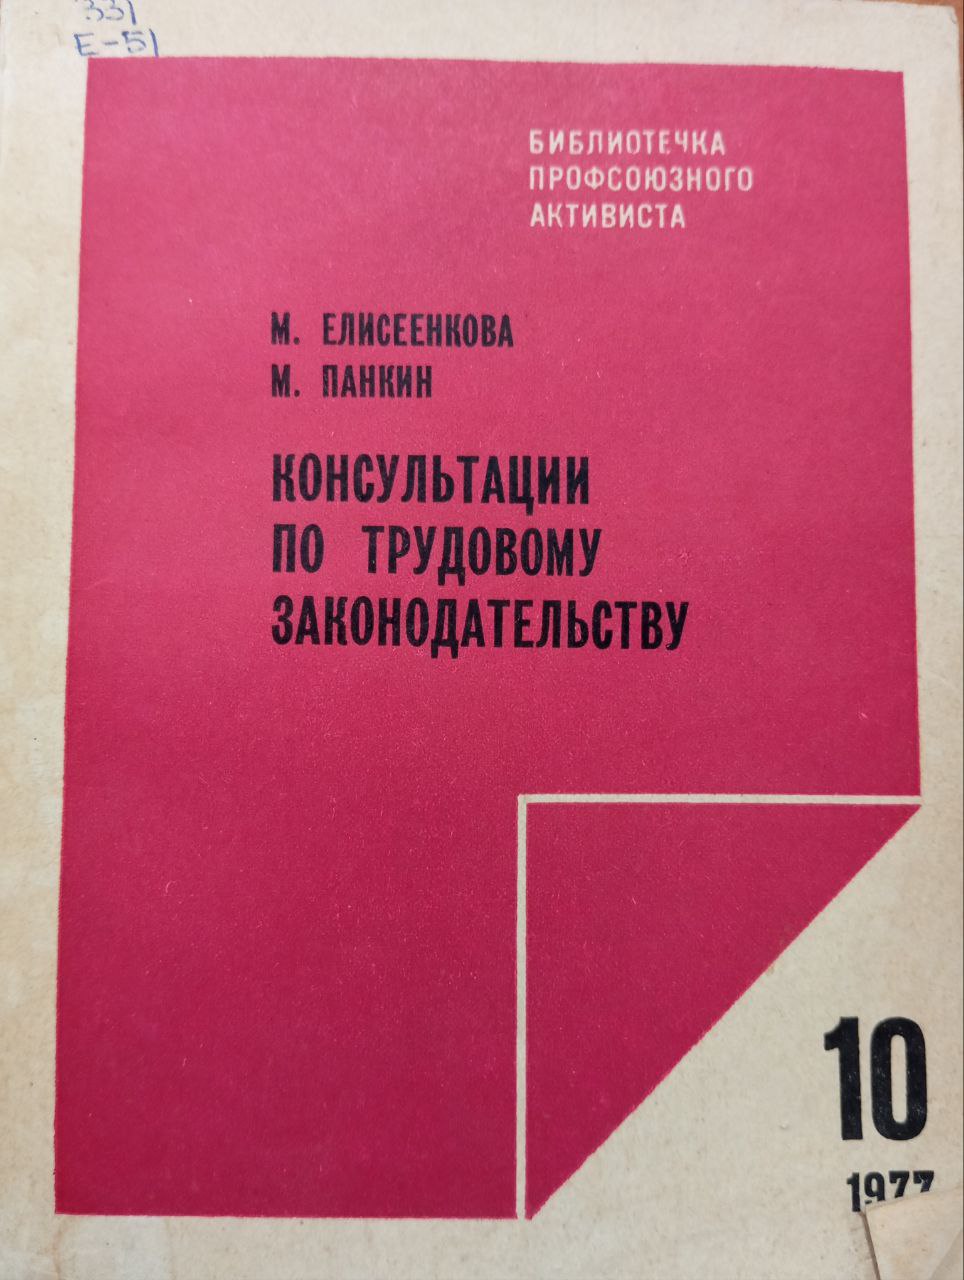 331
Е-51
БИБЛИОТЕЧКА
ПРОФСОЮЗНОГО
АКТИВИСТА
М. ЕЛИСЕЕНКОВА
М. ПАНКИН
КОНСУЛЬТАЦИИ
ПО ТРУДОВОМУ
ЗАКОНОДАТЕЛЬСТВУ
10
1977